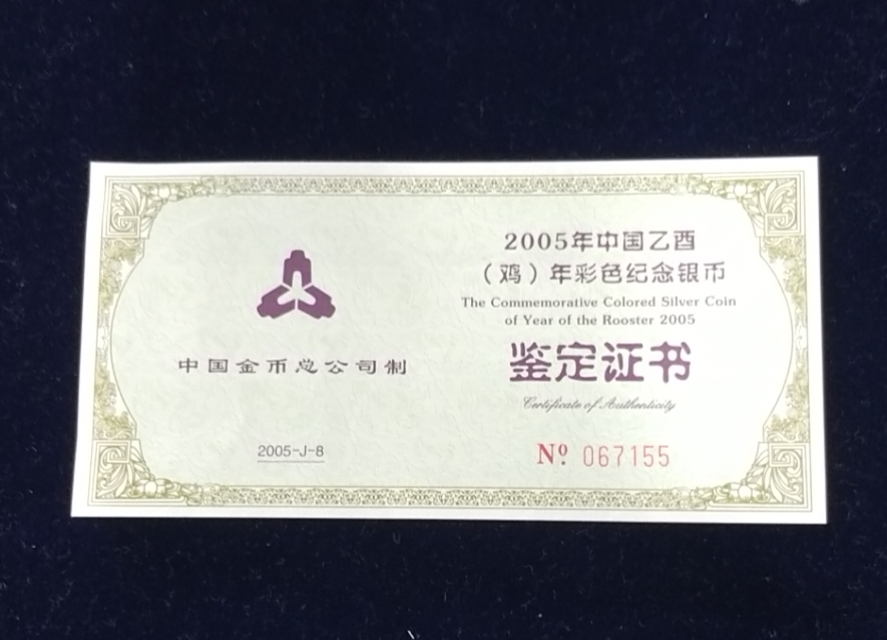 中国金币总公司制
2005-J-8
2005年中国乙酉
（鸡）年彩色纪念银币
The Commemorative Colored Silver Coin
of Year of the Rooster 2005
鉴定证书
Certificate of Authenticity
Nº 067155